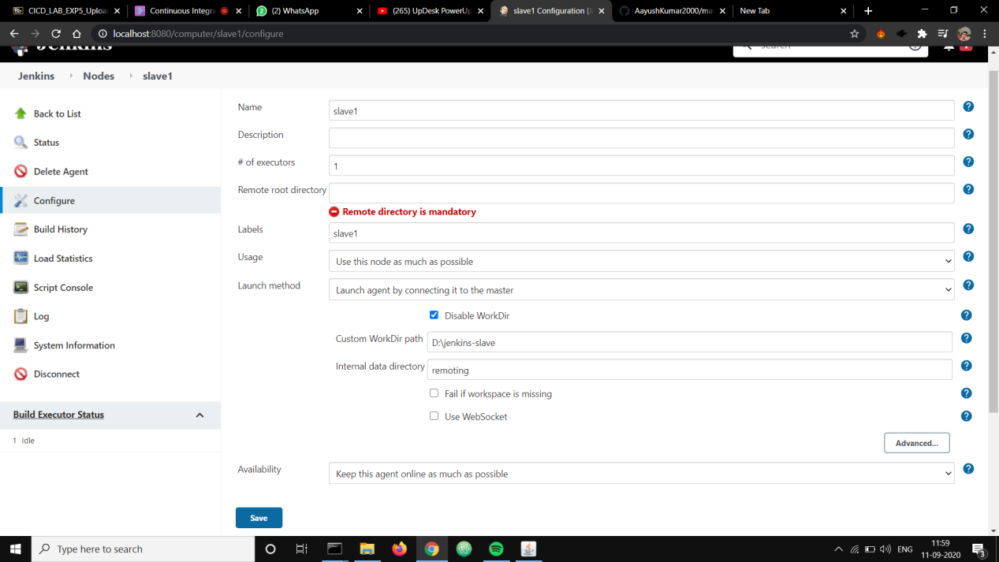 CICD_LAB_EXP5_Uploa
Continuous Integra
(2) WhatsApp
(265) UpDesk PowerUp
slave1 Configuration [J
AayushKumar2000/ma
New Tab
localhost:8080/computer/slave1/configure
Jenkins
search
Jenkins
Nodes
slave1
Back to List
Status
Delete Agent
Configure
Build History
Load Statistics
Script Console
Log
System Information
Disconnect
Build Executor Status
1 Idle
Name
slave1
Description
# of executors
1
Remote root directory
Remote directory is mandatory
Labels
slave1
Usage
Use this node as much as possible
Launch method
Launch agent by connecting it to the master
Disable WorkDir
Custom WorkDir path
D:\jenkins-slave
Internal data directory
remoting
Fail if workspace is missing
Use WebSocket
Advanced...
Availability
Keep this agent online as much as possible
Save
Type here to search
ENG
11:59
11-09-2020
3